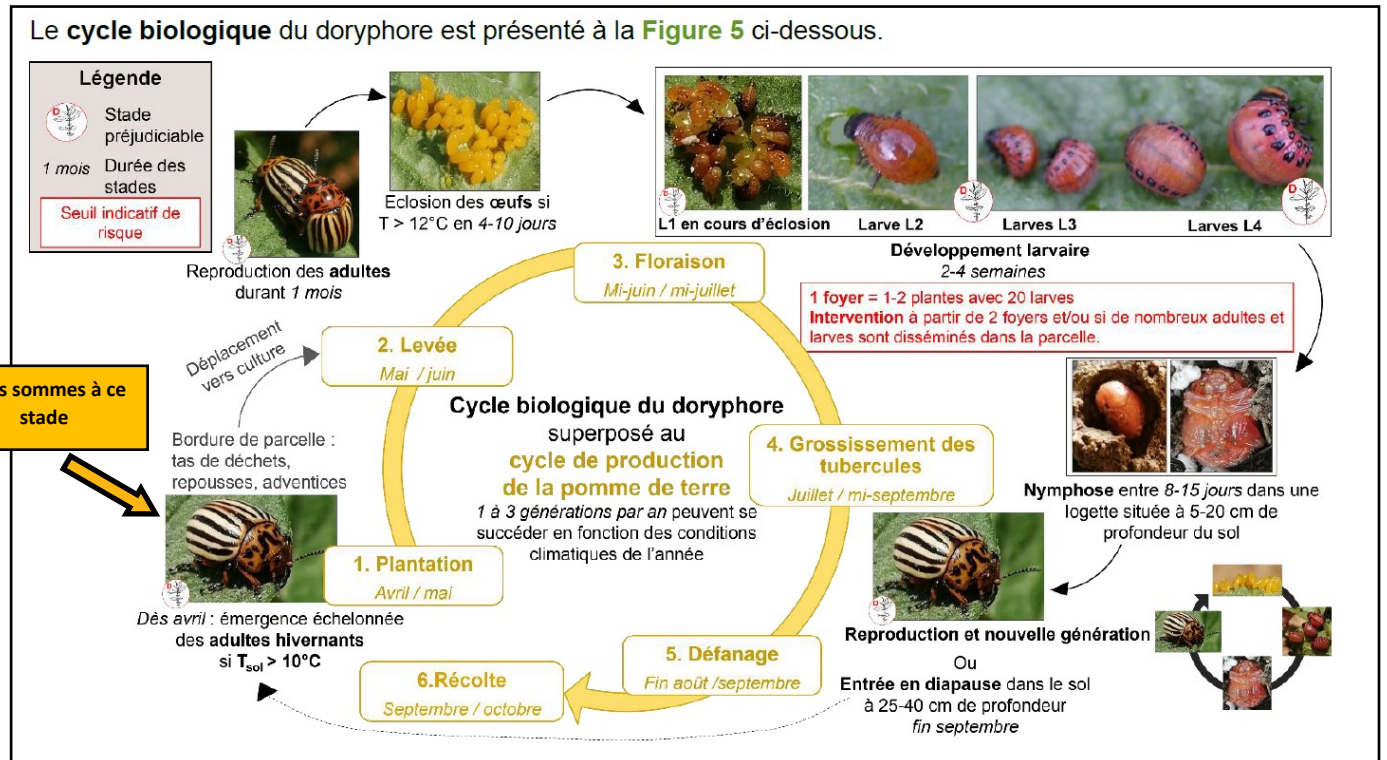 Le cycle biologique du doryphore est présenté à la Figure 5 ci-dessous.
Légende
D
Stade
préjudiciable
1 mois Durée des
stades
Seuil indicatif de
risque
Reproduction des adultes
durant 1 mois
Eclosion des œufs si
T > 12°C en 4-10 jours
L1 en cours d'éclosion
Larve L2
Larves L3
Larves L4
Développement larvaire
2-4 semaines
1 foyer = 1-2 plantes avec 20 larves
Intervention à partir de 2 foyers et/ou si de nombreux adultes et
larves sont disséminés dans la parcelle.
3. Floraison
Mi-juin / mi-juillet
2. Levée
Mai / juin
Déplacement
vers culture
sommes à ce
stade
Bordure de parcelle :
tas de déchets,
repousses, adventices
Cycle biologique du doryphore
superposé au
cycle de production
de la pomme de terre
1 à 3 générations par an peuvent se
succéder en fonction des conditions
climatiques de l'année
4. Grossissement des
tubercules
Juillet / mi-septembre
Nymphose entre 8-15 jours dans une
logette située à 5-20 cm de
profondeur du sol
1. Plantation
Avril / mai
Dès avril : émergence échelonnée
des adultes hivernants
si Tsol > 10°C
Reproduction et nouvelle génération
Ou
Entrée en diapause dans le sol
à 25-40 cm de profondeur
fin septembre
5. Défanage
Fin août /septembre
6.Récolte
Septembre / octobre